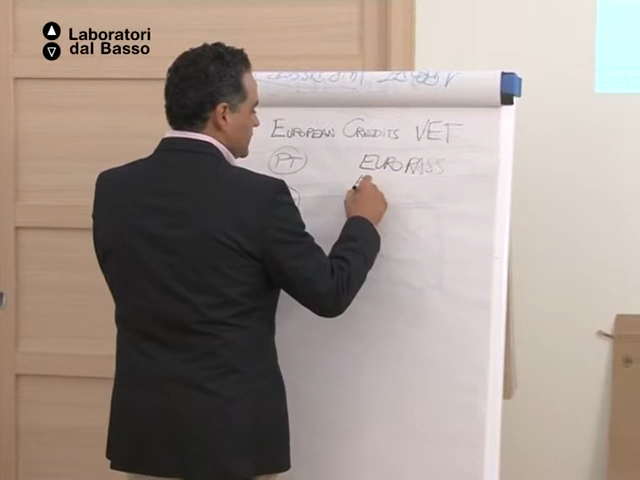 Laboratori
dal Basso
EUROPEAN CREDITS VET
PT
EUROPASS